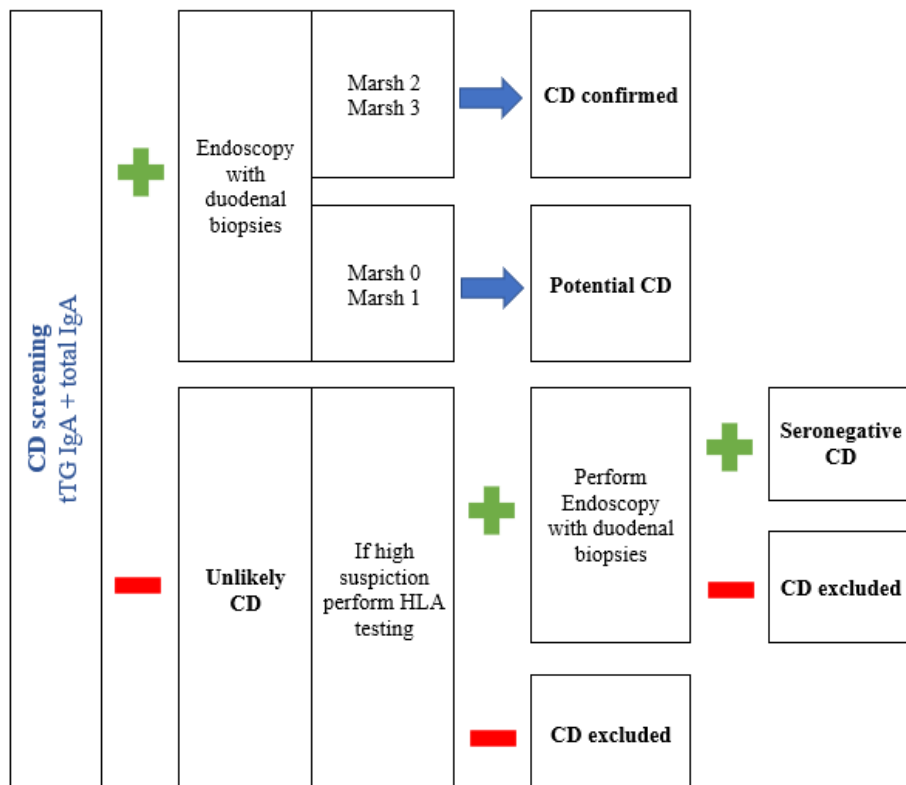 CD screening
tTG IgA + total IgA
Endoscopy
with
duodenal
biopsies
Marsh 2
Marsh 3
CD confirmed
Marsh 0
Marsh 1
Potential CD
Unlikely
CD
If high
suspiction
perform HLA
testing
Perform
Endoscopy
with duodenal
biopsies
Seronegative
CD
CD excluded
CD excluded